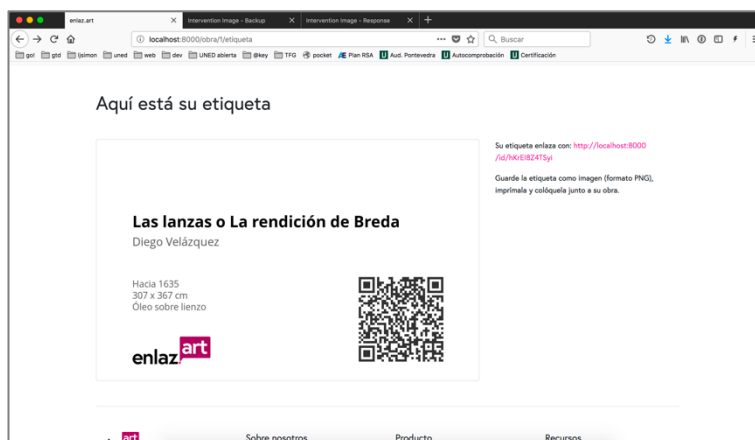 enlaz.art
Intervention Image - Backup
Intervention Image - Response
localhost:8000/obra/1/etiqueta
Buscar
gol
gtd
ljsimon
uned
web
dev
UNED abierta
@key
TFG
pocket
Plan RSA
Aud. Pontevedra
Autocomprobación
Certificación
Aquí está su etiqueta
Su etiqueta enlaza con: http://localhost:8000
/id/hKrEI8Z4TSyi
Guarde la etiqueta como imagen (formato PNG),
imprímala y colóquela junto a su obra.
Las lanzas o La rendición de Breda
Diego Velázquez
Hacia 1635
307 x 367 cm
Óleo sobre lienzo
enlaz.art
art
Sobre nosotros
Producto
Recursos